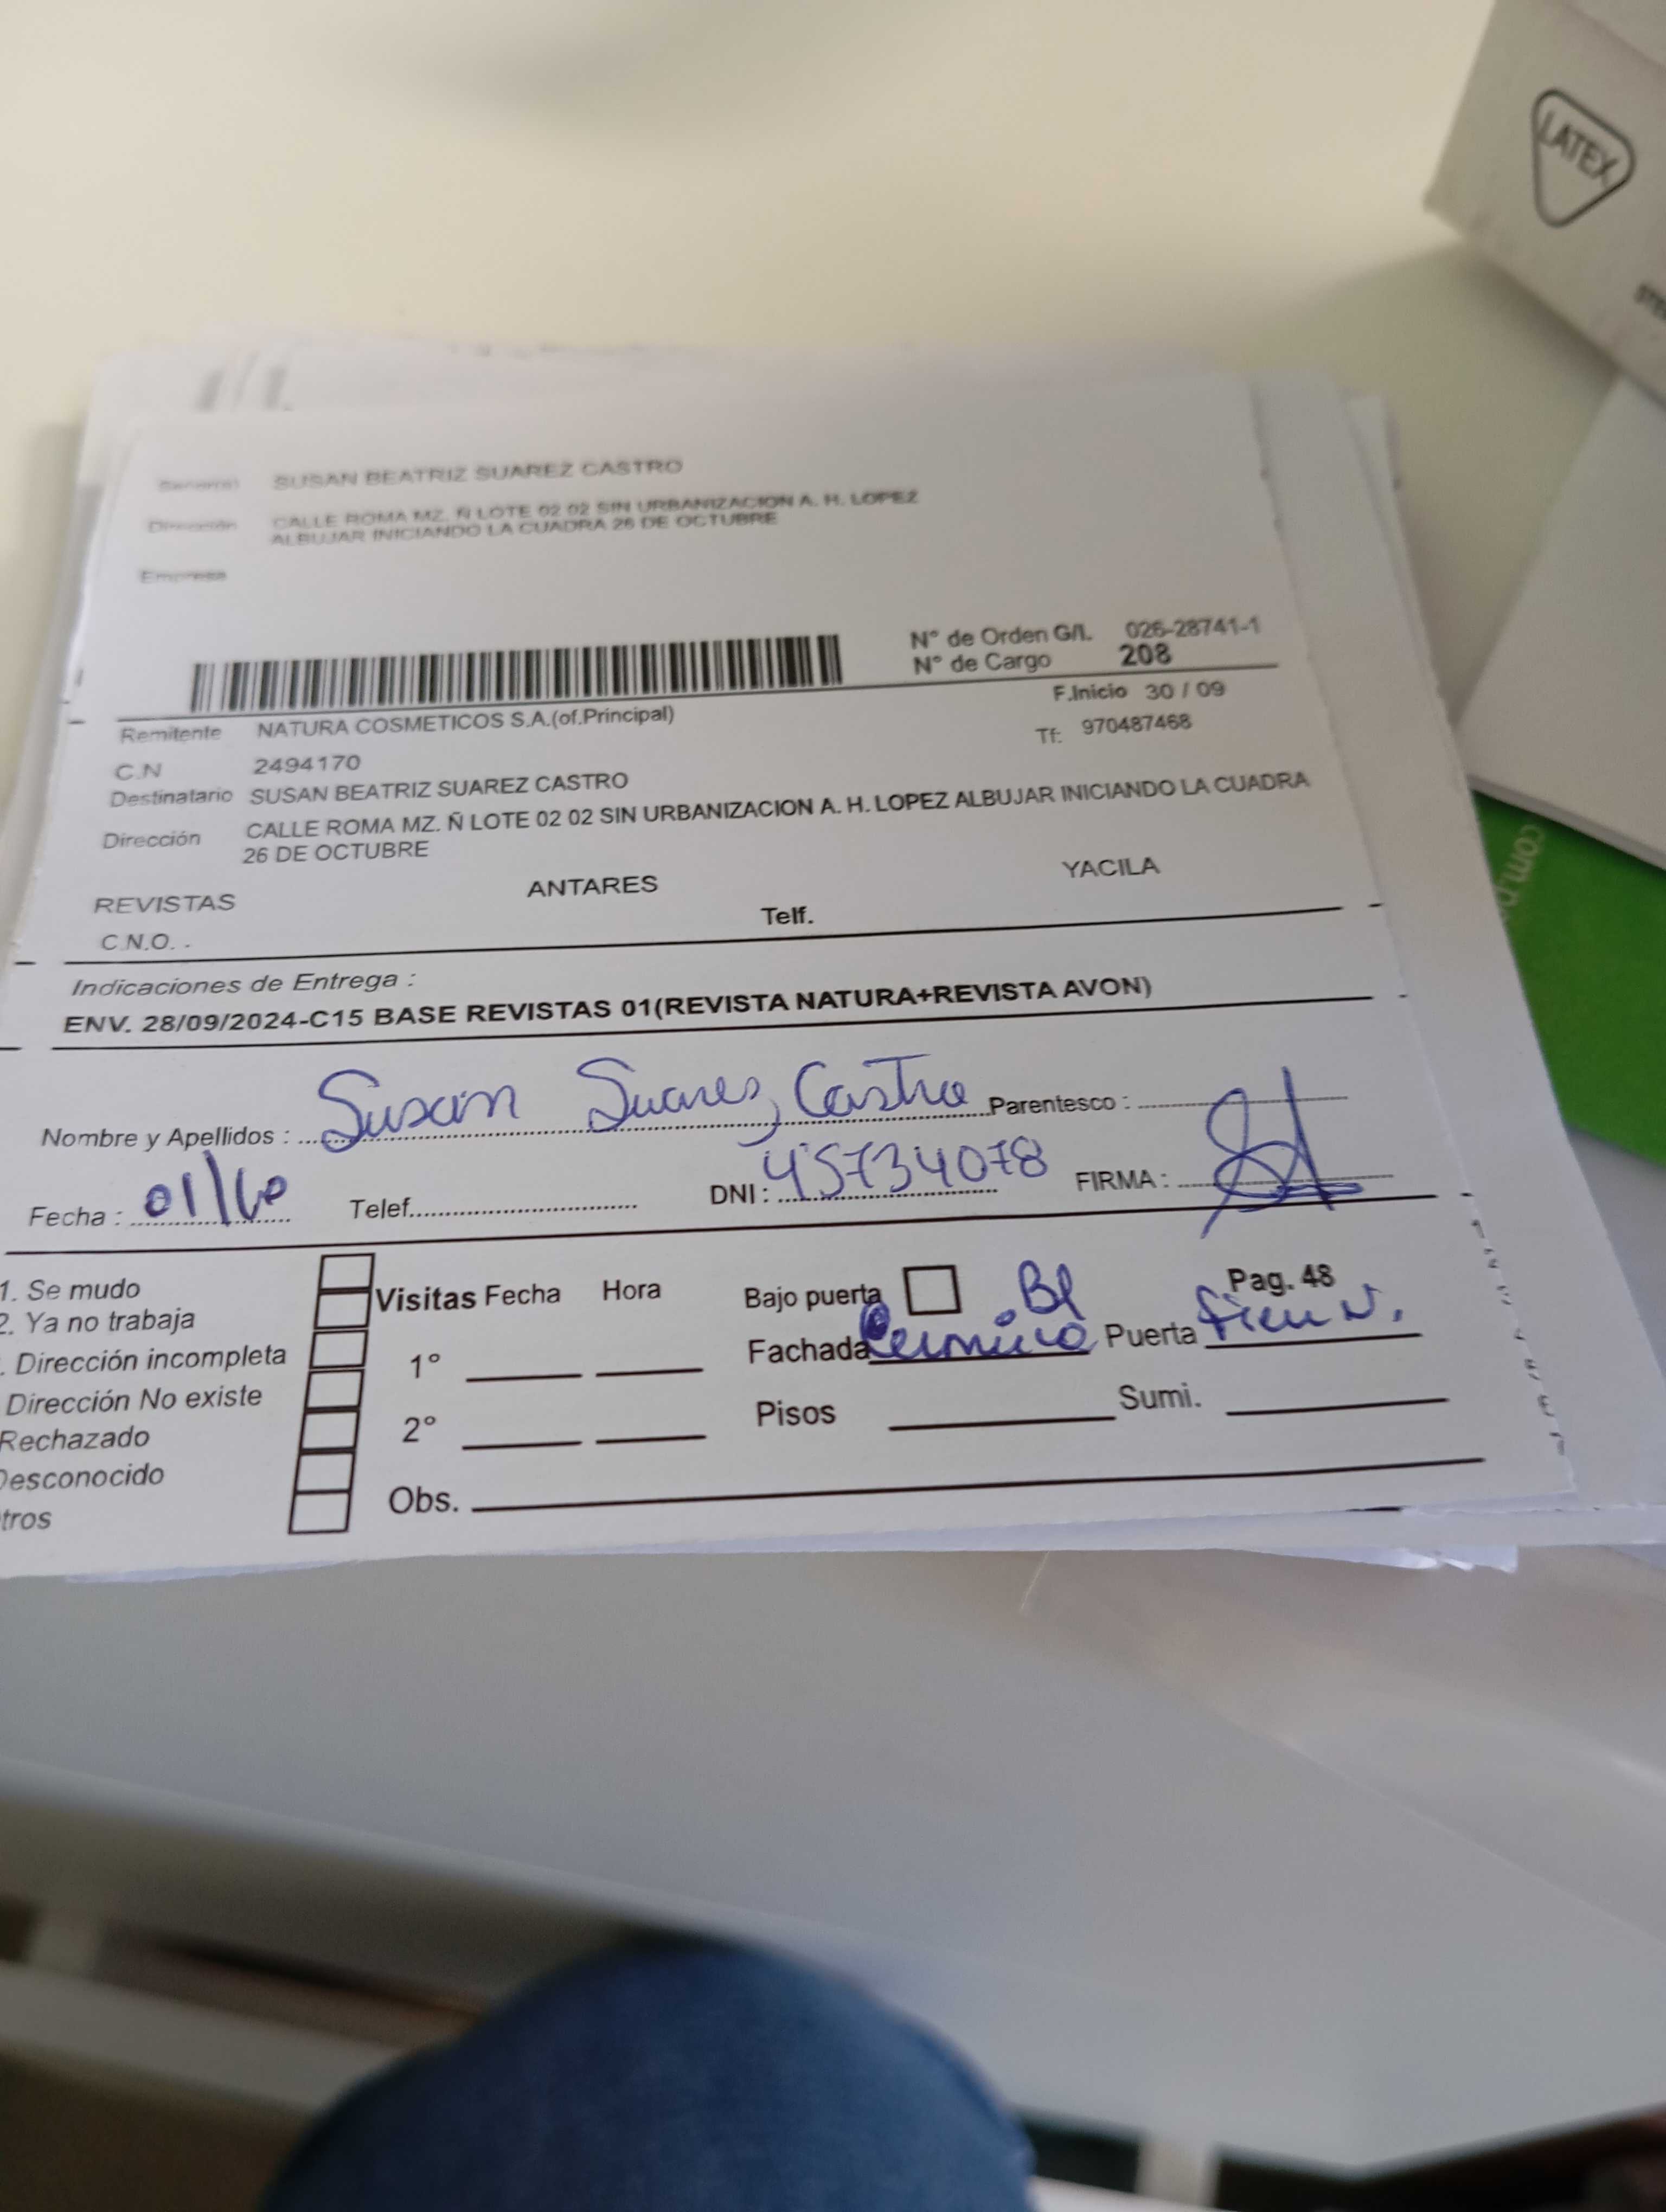 LATEX
Señor(a) SUSAN BEATRIZ SUAREZ CASTRO
Dirección CALLE ROMA MZ. Ñ LOTE 02 02 SIN URBANIZACION A. H. LOPEZ
ALBUJAR INICIANDO LA CUADRA 26 DE OCTUBRE
Empresa
N° de Orden G/I. 026-28741-1
N° de Cargo 208
F.Inicio 30 / 09
Remitente NATURA COSMETICOS S.A.(of.Principal)
Tf: 970487468
C.N 2494170
Destinatario SUSAN BEATRIZ SUAREZ CASTRO
Dirección CALLE ROMA MZ. Ñ LOTE 02 02 SIN URBANIZACION A. H. LOPEZ ALBUJAR INICIANDO LA CUADRA
26 DE OCTUBRE
REVISTAS ANTARES YACILA
C.N.O. . Telf.
Indicaciones de Entrega :
ENV. 28/09/2024-C15 BASE REVISTAS 01(REVISTA NATURA+REVISTA AVON)
Nombre y Apellidos : Susan Suarez Castro Parentesco :
Fecha : 01/10 Telef. DNI : 45734078 FIRMA :
1. Se mudo
2. Ya no trabaja
. Dirección incompleta
Dirección No existe
Rechazado
Desconocido
tros
Visitas Fecha Hora
1°
2°
Obs.
Bajo puerta Bl Pag. 48
Fachada Puerta
Pisos Sumi.